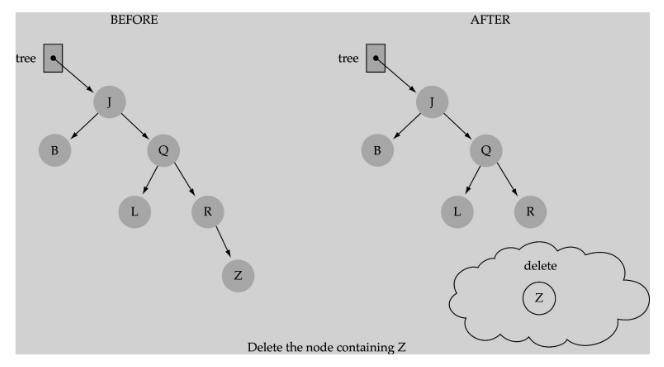 BEFORE
AFTER
tree
tree
J
J
B
Q
B
Q
L
R
L
R
Z
delete
Z
Delete the node containing Z